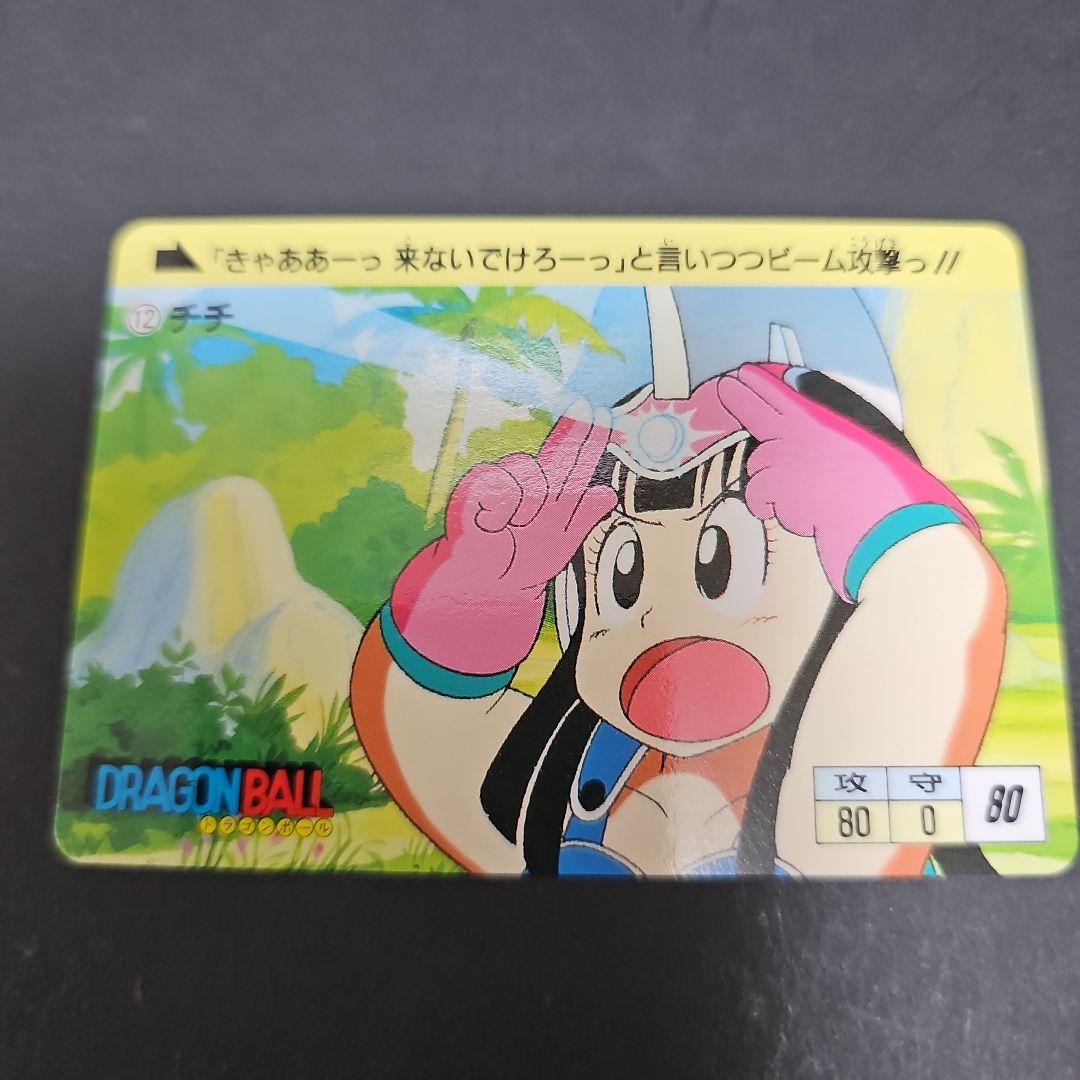 「きゃああーっ 来ないでけろーっ」と言いつつビーム攻撃っ!!
⑫ チチ
DRAGON BALL
ドラゴンボール
攻 守
80 0 80